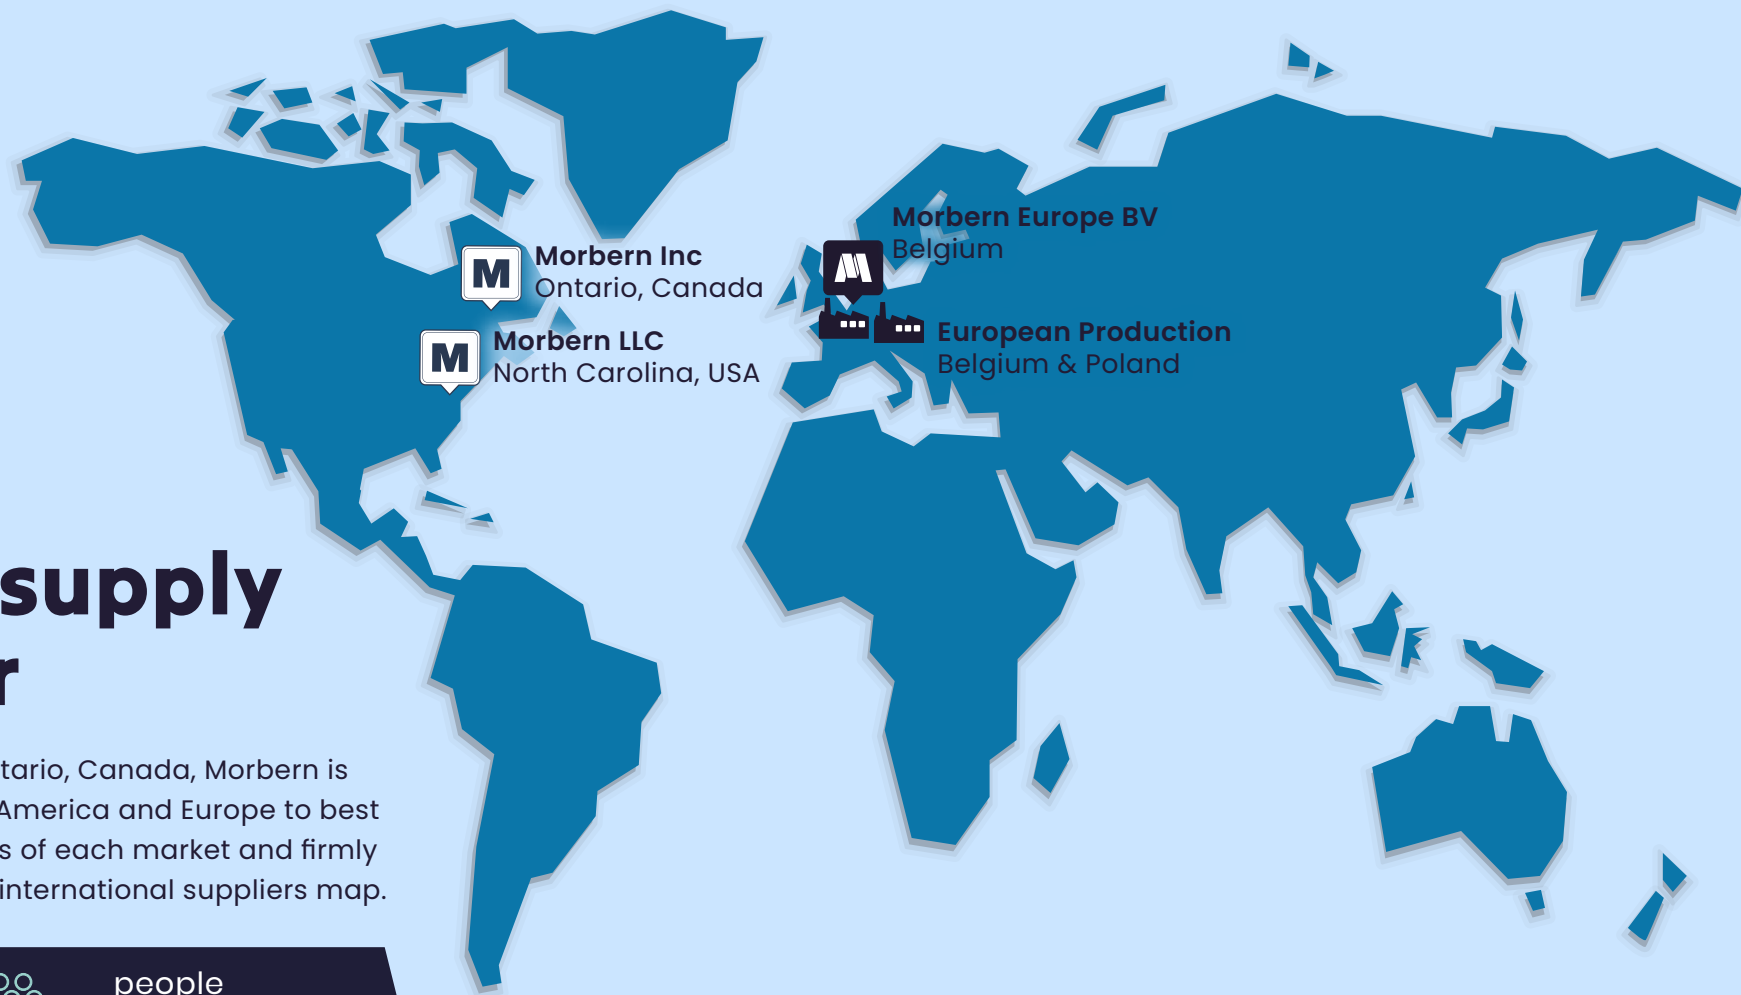 Morbern Europe BV
Belgium
M
Morbern Inc
Ontario, Canada
European Production
Belgium & Poland
M
Morbern LLC
North Carolina, USA
supply
r
tario, Canada, Morbern is
America and Europe to best
s of each market and firmly
international suppliers map.
people